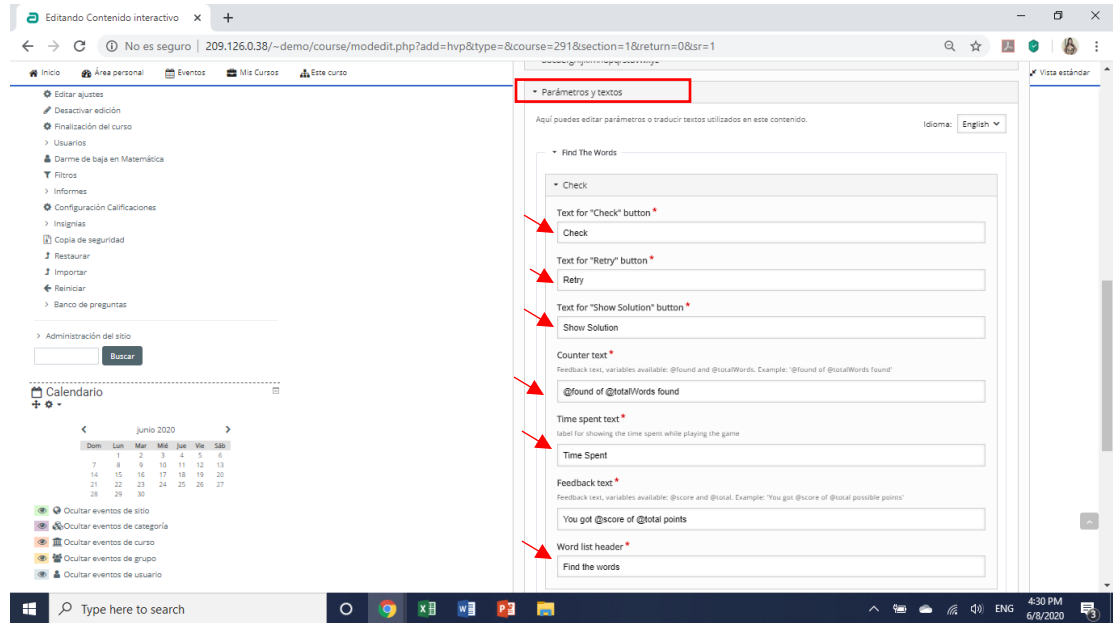 Editando Contenido interactivo
No es seguro | 209.126.0.38/~demo/course/modedit.php?add=hvp&type=&course=291&section=1&return=0&sr=1
Inicio Área personal Eventos Mis Cursos Este curso
Vista estándar
Editar ajustes
Desactivar edición
Finalización del curso
Usuarios
Darme de baja en Matemática
Filtros
Informes
Configuración Calificaciones
Insignias
Copia de seguridad
Restaurar
Importar
Reiniciar
Banco de preguntas
Administración del sitio
Buscar
Calendario
junio 2020
Dom Lun Mar Mié Jue Vie Sáb
1 2 3 4 5 6
7 8 9 10 11 12 13
14 15 16 17 18 19 20
21 22 23 24 25 26 27
28 29 30
Ocultar eventos de sitio
Ocultar eventos de categoría
Ocultar eventos de curso
Ocultar eventos de grupo
Ocultar eventos de usuario
Parámetros y textos
Aquí puedes editar parámetros o traducir textos utilizados en este contenido.
Idioma: English
Find The Words
Check
Text for "Check" button *
Check
Text for "Retry" button *
Retry
Text for "Show Solution" button *
Show Solution
Counter text *
Feedback text, variables available: @found and @totalWords. Example: '@found of @totalWords found'
@found of @totalWords found
Time spent text *
label for showing the time spent while playing the game
Time Spent
Feedback text *
Feedback text, variables available: @score and @total. Example: 'You got @score of @total possible points'
You got @score of @total points
Word list header *
Find the words
Type here to search
ENG
4:30 PM
6/8/2020
3